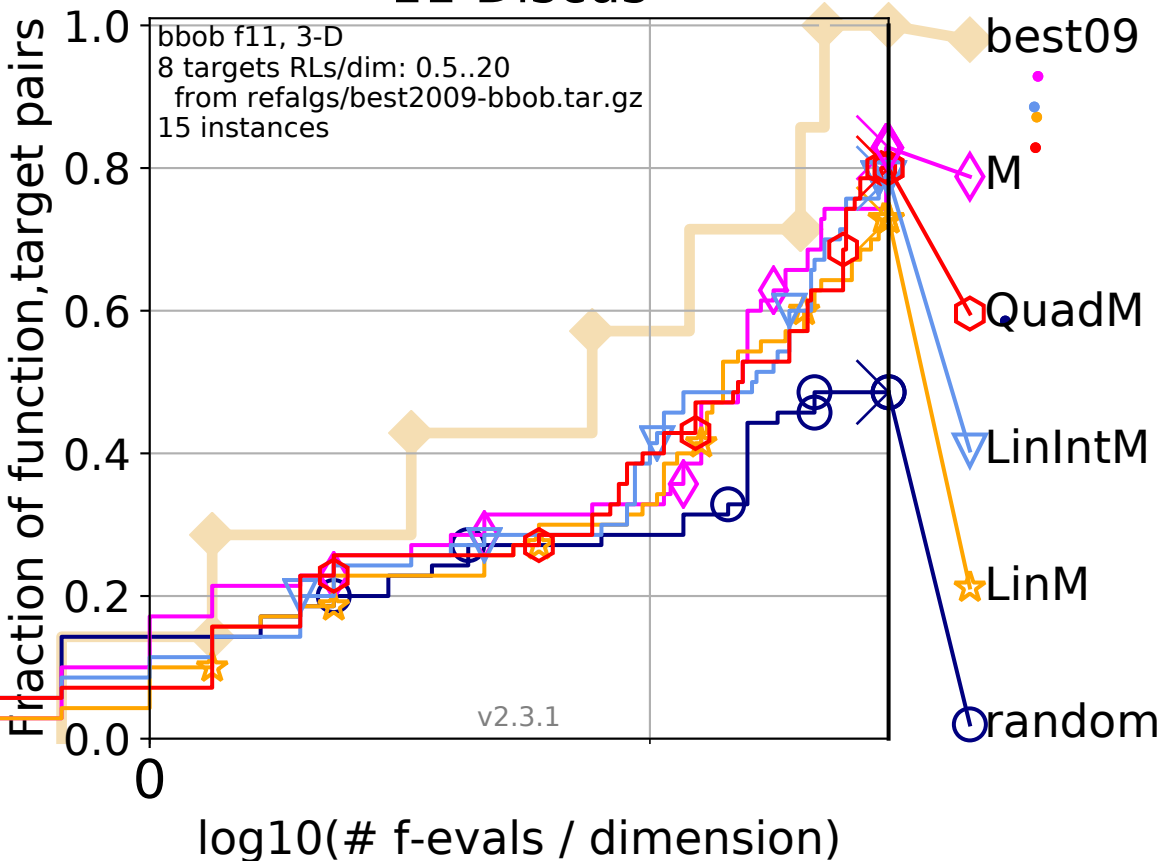 bbob f11, 3-D
8 targets RLs/dim: 0.5..20
from refalgs/best2009-bbob.tar.gz
15 instances
Fraction of function,target pairs
1.0
0.8
0.6
0.4
0.2
0.0
0
log10(# f-evals / dimension)
v2.3.1
best09
M
QuadM
LinIntM
LinM
random